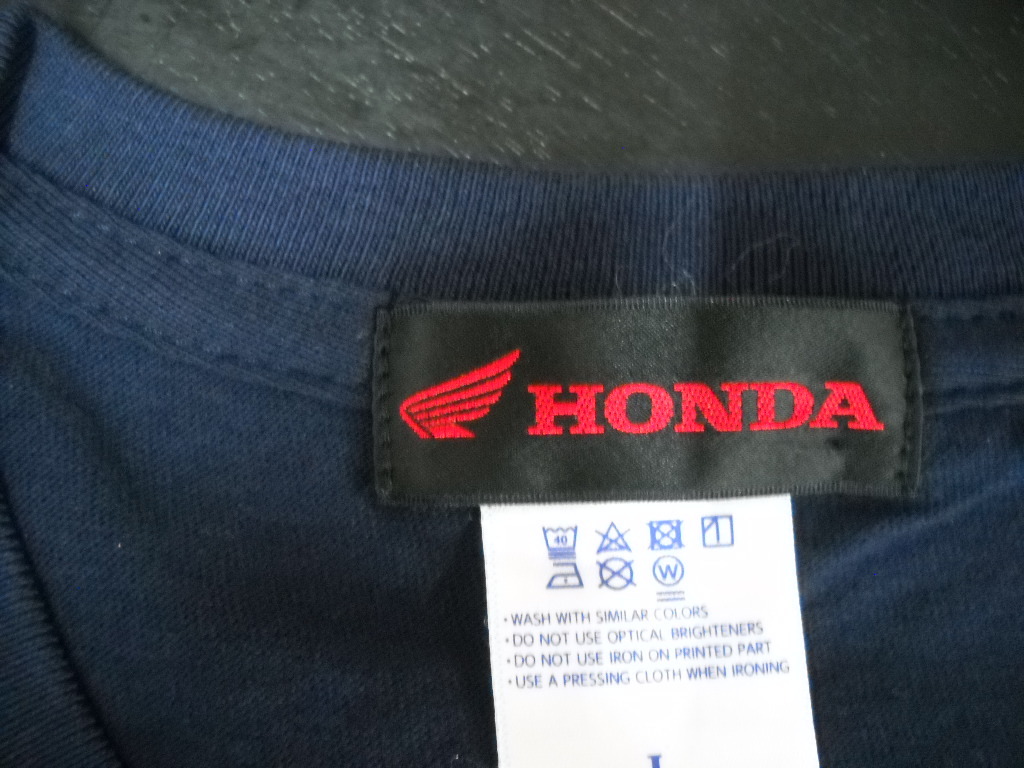 HONDA
40
W
• WASH WITH SIMILAR COLORS
• DO NOT USE OPTICAL BRIGHTENERS
• DO NOT USE IRON ON PRINTED PART
• USE A PRESSING CLOTH WHEN IRONING